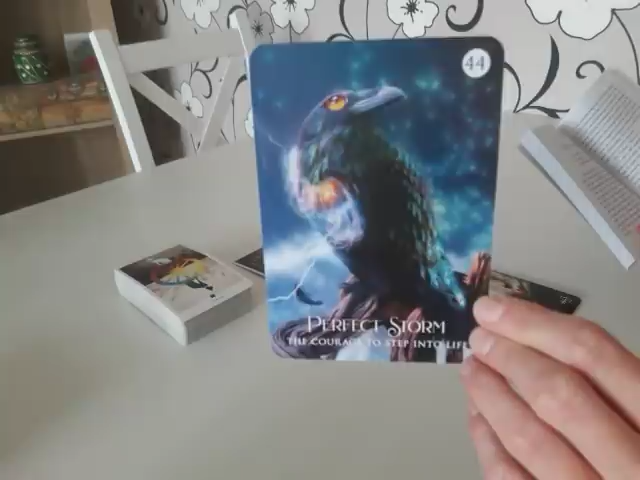 44
PERFECT STORM
THE COURAGE TO STEP INTO LIFE